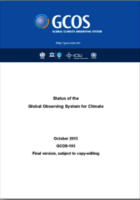 GCOS
GLOBAL CLIMATE OBSERVING SYSTEM
Status of the
Global Observing System for Climate
October 2015
GCOS-195
Final version, subject to copy-editing